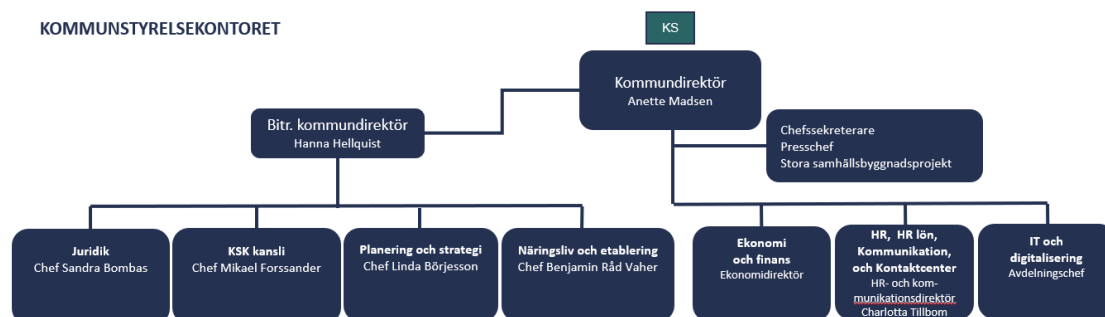 KOMMUNSTYRELSEKONTORET
KS
Kommundirektör
Anette Madsen
Bitr. kommundirektör
Hanna Hellquist
Chefssekreterare
Presschef
Stora samhällsbyggnadsprojekt
Juridik
Chef Sandra Bombas
KSK kansli
Chef Mikael Forssander
Planering och strategi
Chef Linda Börjesson
Näringsliv och etablering
Chef Benjamin Råd Vaher
Ekonomi
och finans
Ekonomidirektör
HR, HR lön,
Kommunikation,
och Kontaktcenter
HR- och kom-
munikationsdirektör
Charlotta Tillbom
IT och
digitalisering
Avdelningschef